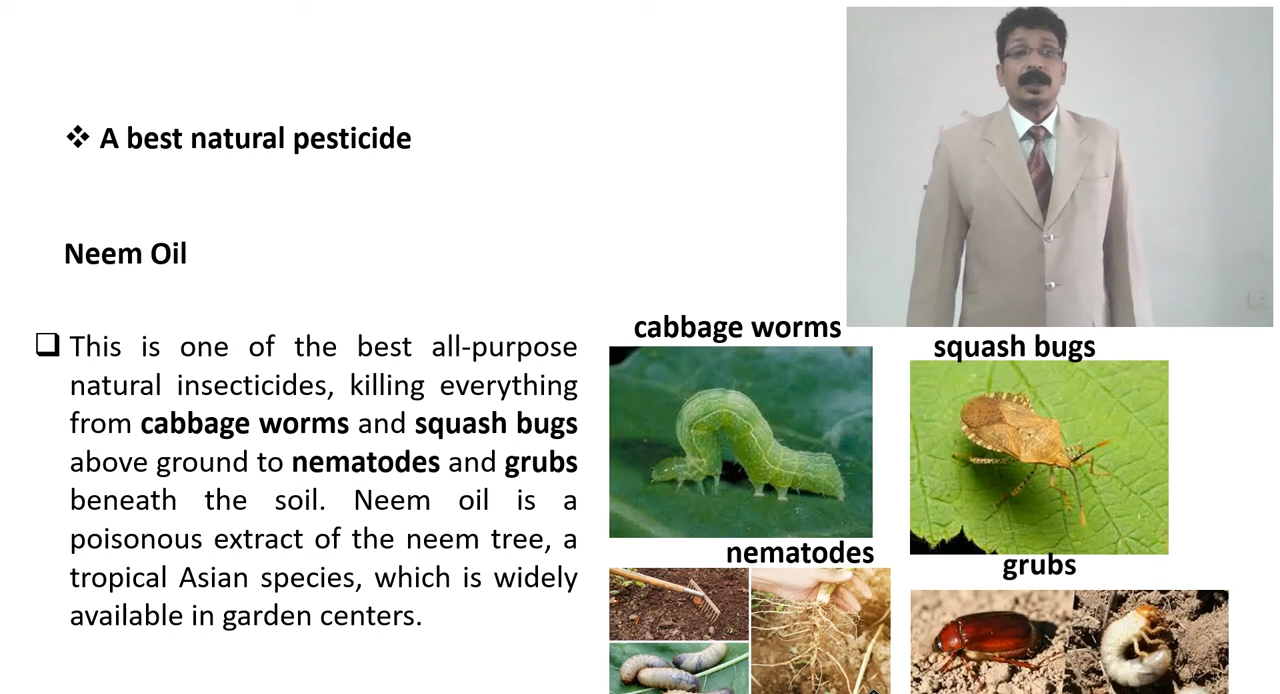 A best natural pesticide
Neem Oil
This is one of the best all-purpose
natural insecticides, killing everything
from cabbage worms and squash bugs
above ground to nematodes and grubs
beneath the soil. Neem oil is a
poisonous extract of the neem tree, a
tropical Asian species, which is widely
available in garden centers.
cabbage worms
squash bugs
nematodes
grubs